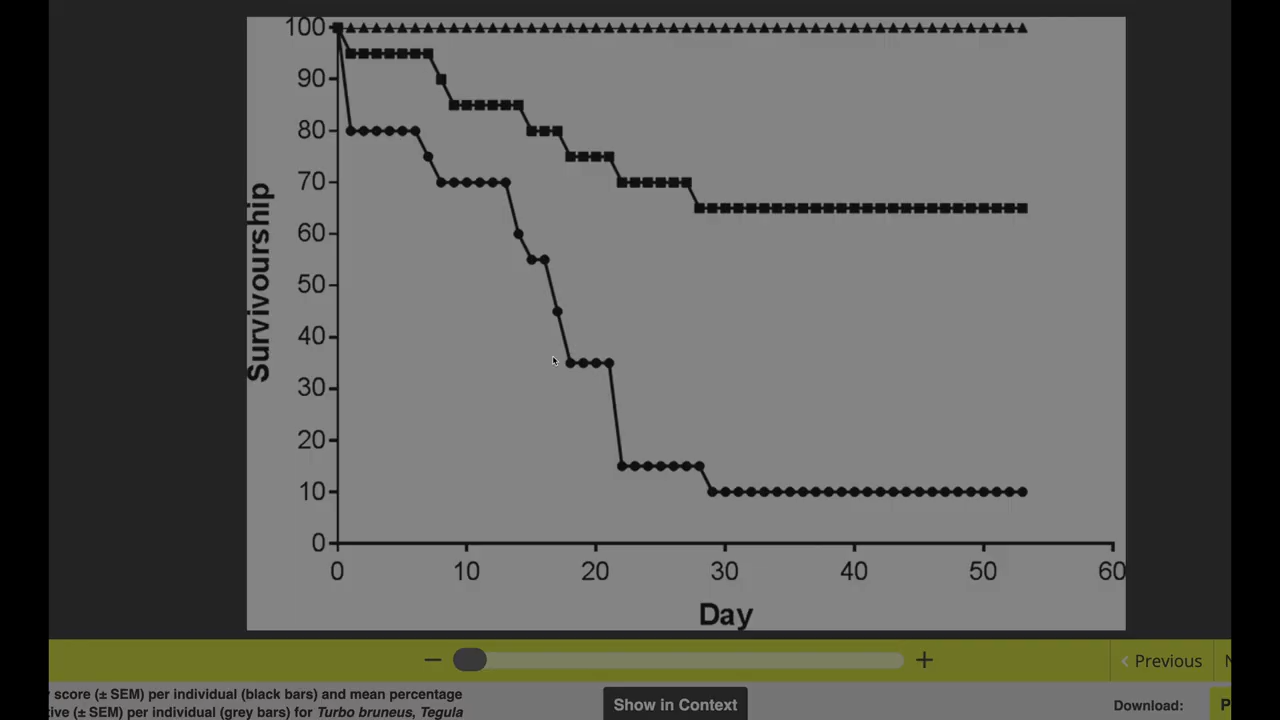 100
90
80
70
60
50
40
30
20
10
0
Survivourship
0 10 20 30 40 50 60
Day
− +
‹ Previous
score (± SEM) per individual (black bars) and mean percentage
(± SEM) per individual (grey bars) for Turbo bruneus, Tegula
Show in Context
Download: